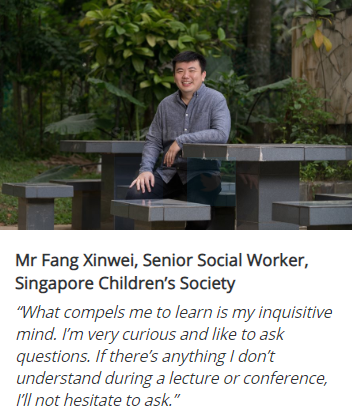 Mr Fang Xinwei, Senior Social Worker,
Singapore Children’s Society
“What compels me to learn is my inquisitive
mind. I’m very curious and like to ask
questions. If there’s anything I don’t
understand during a lecture or conference,
I’ll not hesitate to ask.”